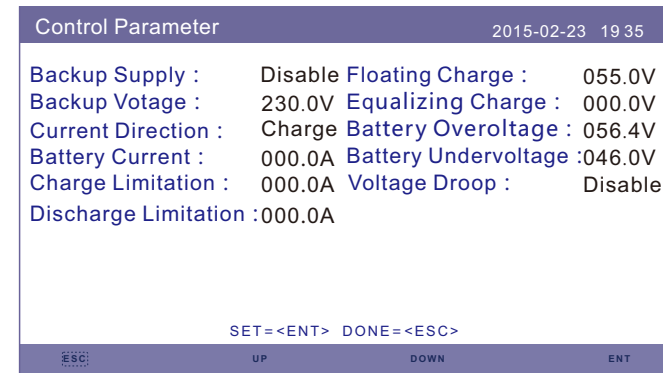 Control Parameter 2015-02-23 19 35
Backup Supply : Disable Floating Charge : 055.0V
Backup Votage : 230.0V Equalizing Charge : 000.0V
Current Direction : Charge Battery Overoltage : 056.4V
Battery Current : 000.0A Battery Undervoltage :046.0V
Charge Limitation : 000.0A Voltage Droop : Disable
Discharge Limitation :000.0A
SET=<ENT> DONE=<ESC>
ESC UP DOWN ENT